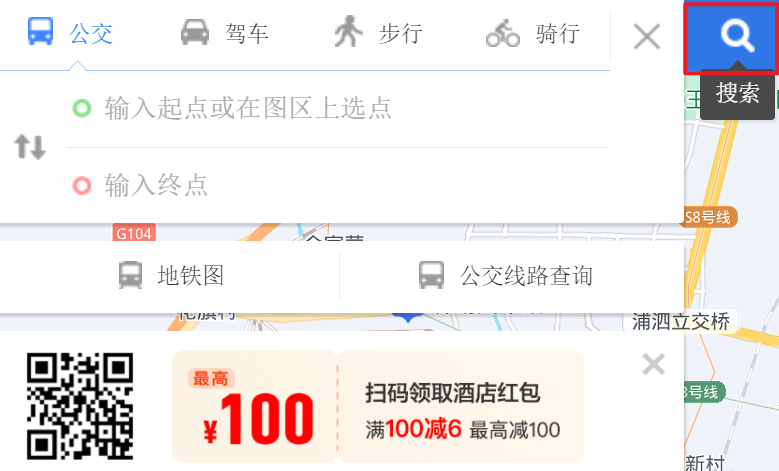 公交 驾车 步行 骑行
搜索
输入起点或在图区上选点
输入终点
S8号线
G104
地铁图 公交线路查询
浦泗立交桥
最高
¥100
扫码领取酒店红包
满100减6 最高减100
号线
新村